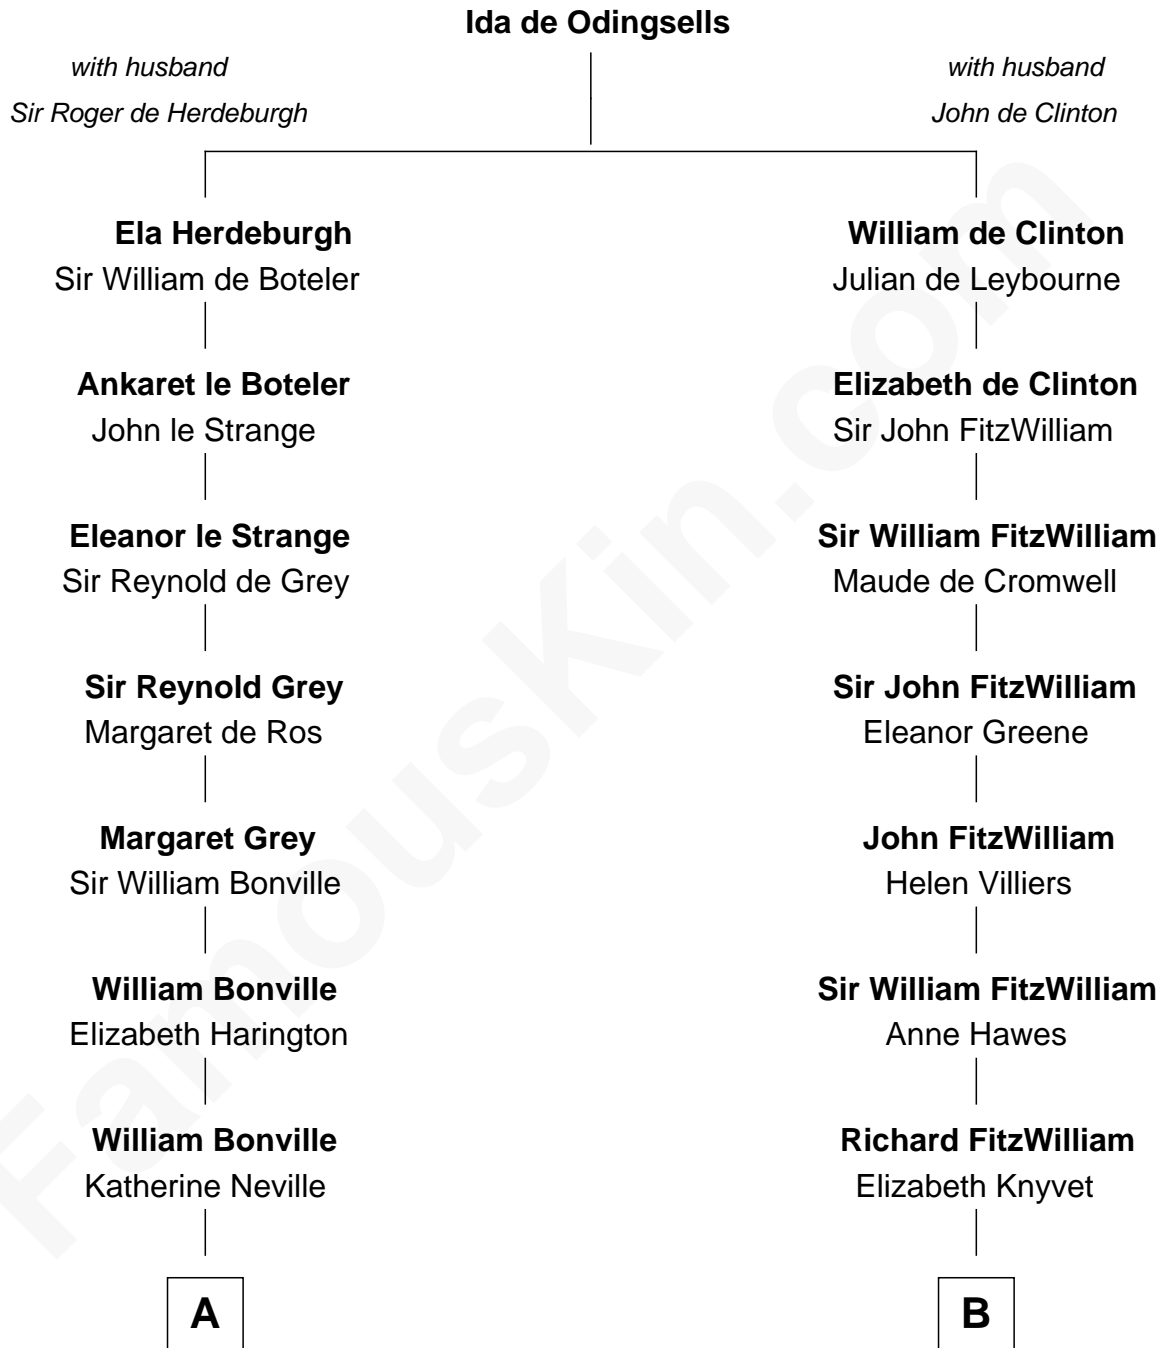 Ida de Odingsells
with husband
Sir Roger de Herdeburgh
with husband
John de Clinton
Ela Herdeburgh
Sir William de Boteler
William de Clinton
Julian de Leybourne
Ankaret le Boteler
John le Strange
Elizabeth de Clinton
Sir John FitzWilliam
Eleanor le Strange
Sir Reynold de Grey
Sir William FitzWilliam
Maude de Cromwell
Sir Reynold Grey
Margaret de Ros
Sir John FitzWilliam
Eleanor Greene
Margaret Grey
Sir William Bonville
John FitzWilliam
Helen Villiers
William Bonville
Elizabeth Harington
Sir William FitzWilliam
Anne Hawes
William Bonville
Katherine Neville
Richard FitzWilliam
Elizabeth Knyvet
A
B
FamousKin.com